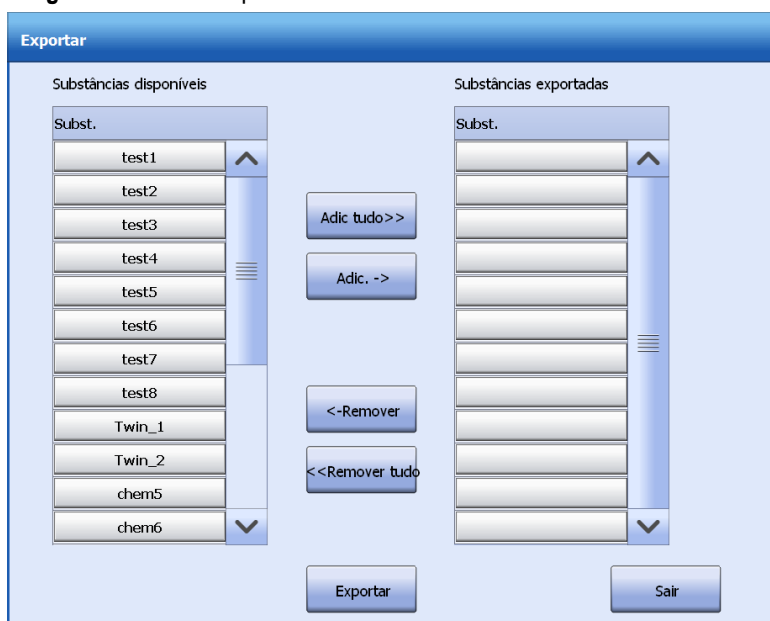 Exportar
Substâncias disponíveis
Substâncias exportadas
Subst.
Subst.
test1
test2
test3
test4
test5
test6
test7
test8
Twin_1
Twin_2
chem5
chem6
Adic tudo>>
Adic. ->
<-Remover
<<Remover tudo
Exportar
Sair